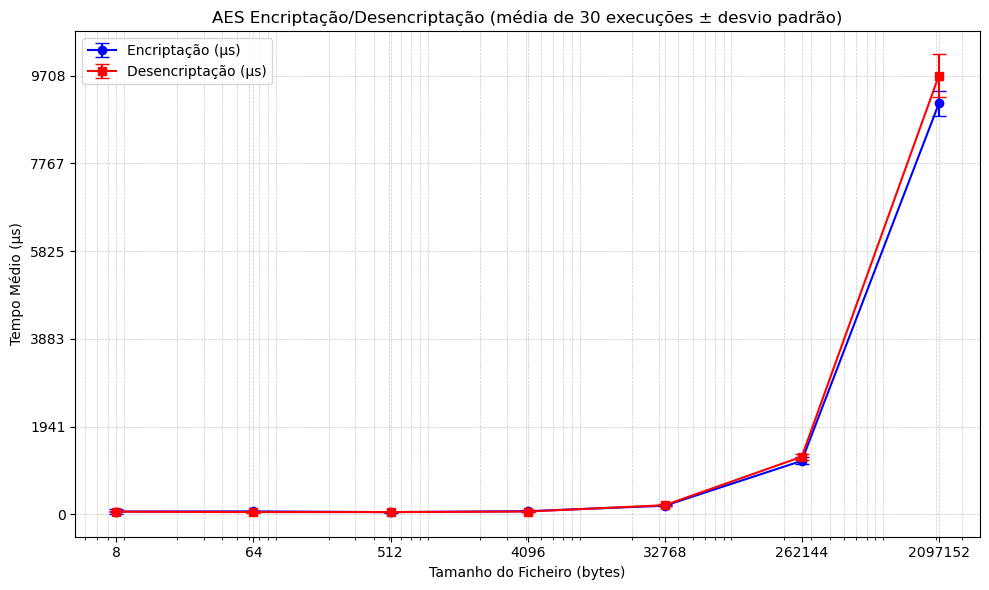 AES Encriptação/Desencriptação (média de 30 execuções ± desvio padrão)
Encriptação (µs)
Desencriptação (µs)
Tempo Médio (µs)
9708
7767
5825
3883
1941
0
8 64 512 4096 32768 262144 2097152
Tamanho do Ficheiro (bytes)